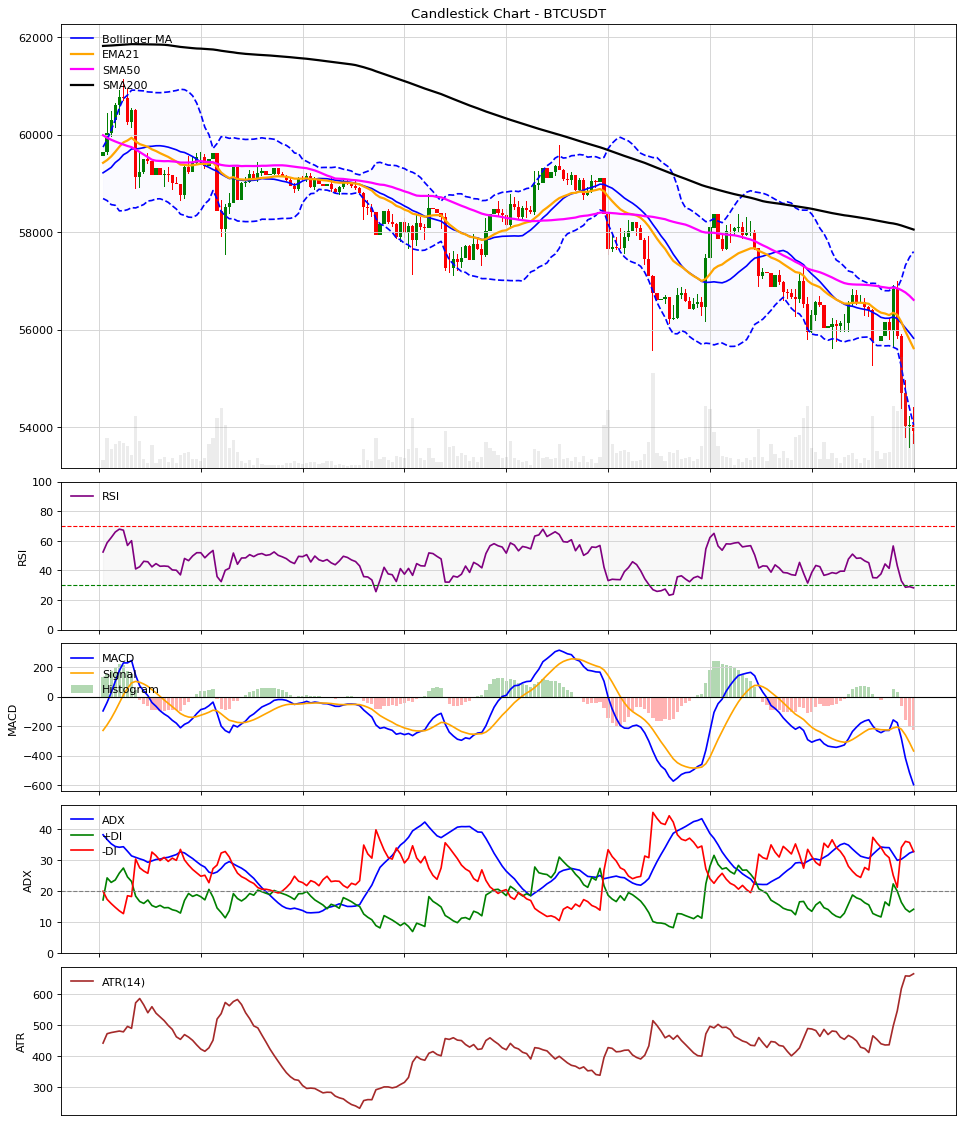 Candlestick Chart - BTCUSDT
62000
60000
58000
56000
54000
Bollinger MA
EMA21
SMA50
SMA200
100
80
60
40
20
0
RSI
RSI
200
0
−200
−400
−600
MACD
MACD
Signal
Histogram
40
30
20
10
0
ADX
ADX
+DI
-DI
600
500
400
300
ATR
ATR(14)